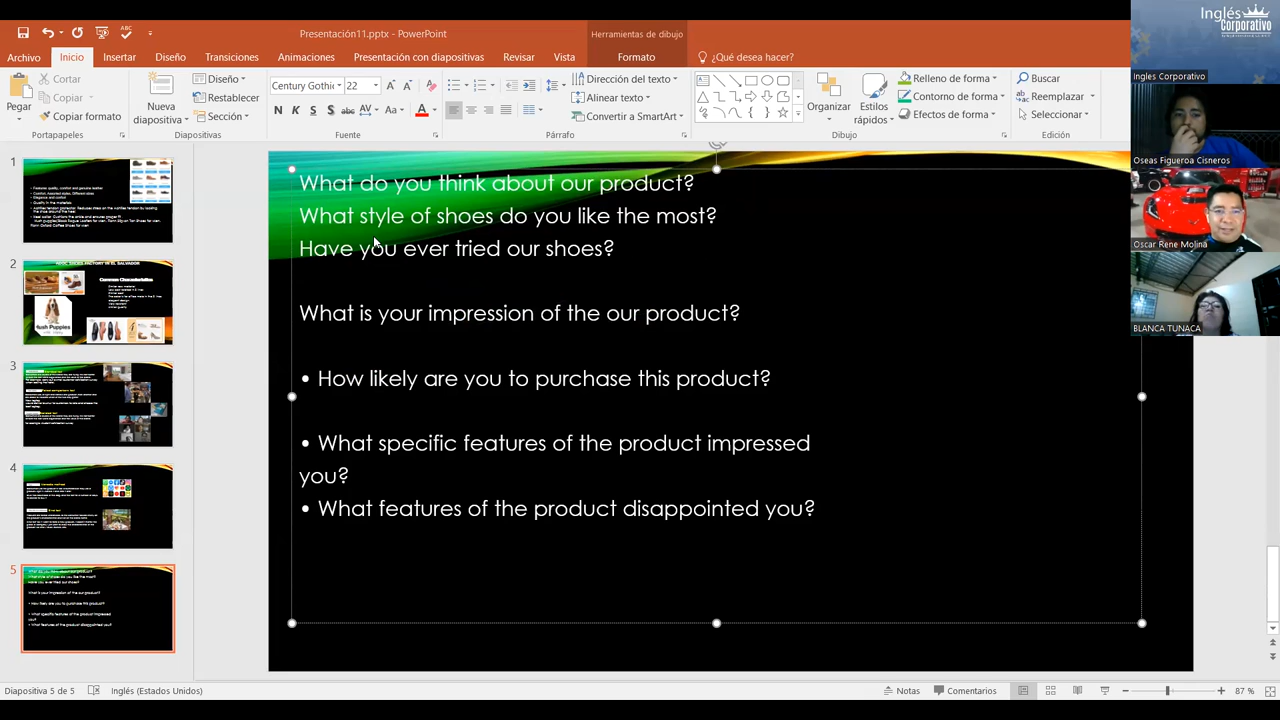 Presentación11.pptx - PowerPoint
Herramientas de dibujo
Archivo
Inicio
Insertar
Diseño
Transiciones
Animaciones
Presentación con diapositivas
Revisar
Vista
Formato
¿Qué desea hacer?
Pegar
Cortar
Copiar
Copiar formato
Portapapeles
Nueva
diapositiva
Diseño
Restablecer
Sección
Diapositivas
Century Gothic
22
Fuente
Dirección del texto
Alinear texto
Convertir a SmartArt
Párrafo
Organizar
Estilos
rápidos
Relleno de forma
Contorno de forma
Efectos de forma
Dibujo
Buscar
Reemplazar
Seleccionar
Edición
Inglés
Corporativo
Ingles Corporativo
Oseas Figueroa Cisneros
Oscar Rene Molina
BLANCA TUNACA
1
2
Common Characteristics
3
4
5
What do you think about our product?
What style of shoes do you like the most?
Have you ever tried our shoes?
What is your impression of the our product?
• How likely are you to purchase this product?
• What specific features of the product impressed
you?
• What features of the product disappointed you?
Diapositiva 5 de 5
Inglés (Estados Unidos)
Notas
Comentarios
87 %